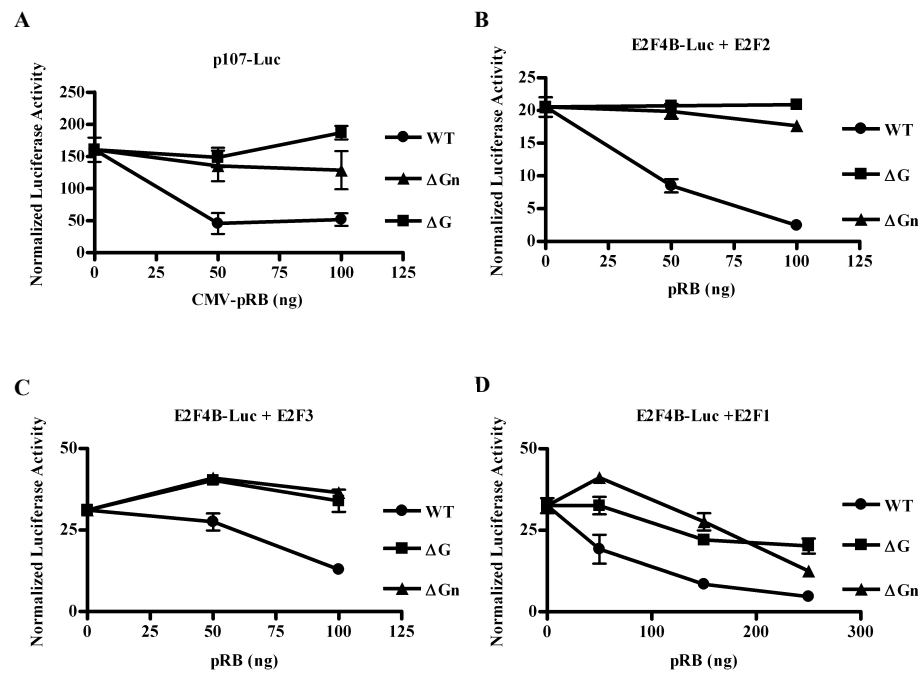 A
p107-Luc
Normalized Luciferase Activity
250
200
150
100
50
0
0 25 50 75 100 125
CMV-pRB (ng)
WT
ΔGn
ΔG
B
E2F4B-Luc + E2F2
Normalized Luciferase Activity
25
20
15
10
5
0
0 25 50 75 100 125
pRB (ng)
WT
ΔG
ΔGn
C
E2F4B-Luc + E2F3
Normalized Luciferase Activity
50
25
0
0 25 50 75 100 125
pRB (ng)
WT
ΔG
ΔGn
D
E2F4B-Luc +E2F1
Normalized Luciferase Activity
50
25
0
0 100 200 300
pRB (ng)
WT
ΔG
ΔGn